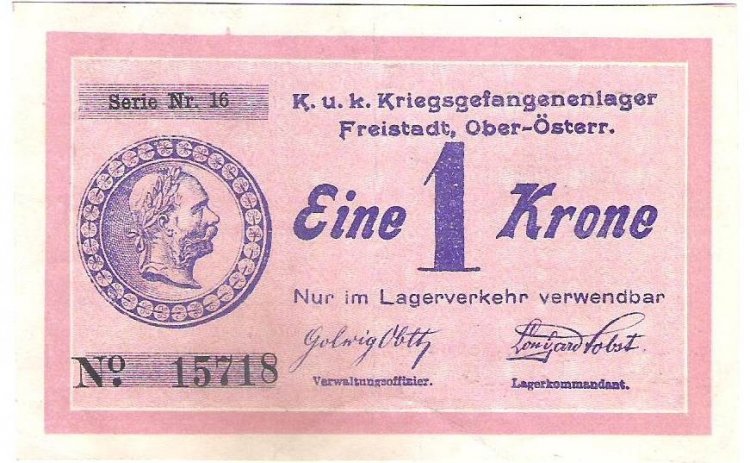 Serie Nr. 16
K. u. k. Kriegsgefangenenlager
Freistadt, Ober-Österr.
Eine 1 Krone
Nur im Lagerverkehr verwendbar
Verwaltungsoffizier.
Lagerkommandant.
No. 15718